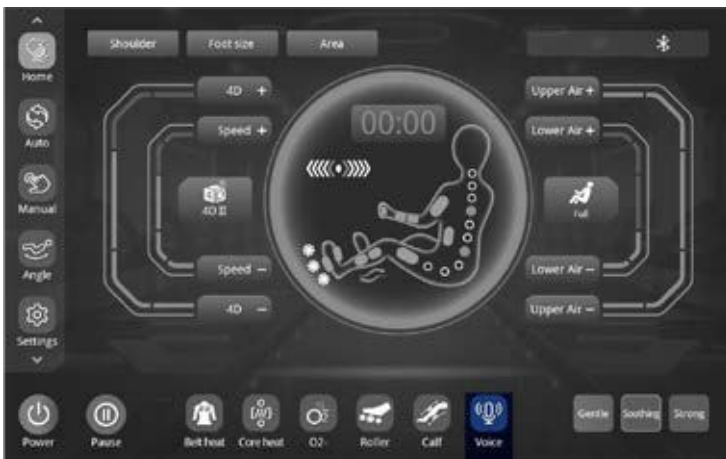 Shoulder
Foot size
Area
Home
Auto
Manual
Angle
Settings
4D +
Speed +
4D II
Speed −
4D −
00:00
Upper Air +
Lower Air +
Full
Lower Air −
Upper Air −
Power
Pause
Belt heat
Core heat
O2-
Roller
Calf
Voice
Gentle
Soothing
Strong